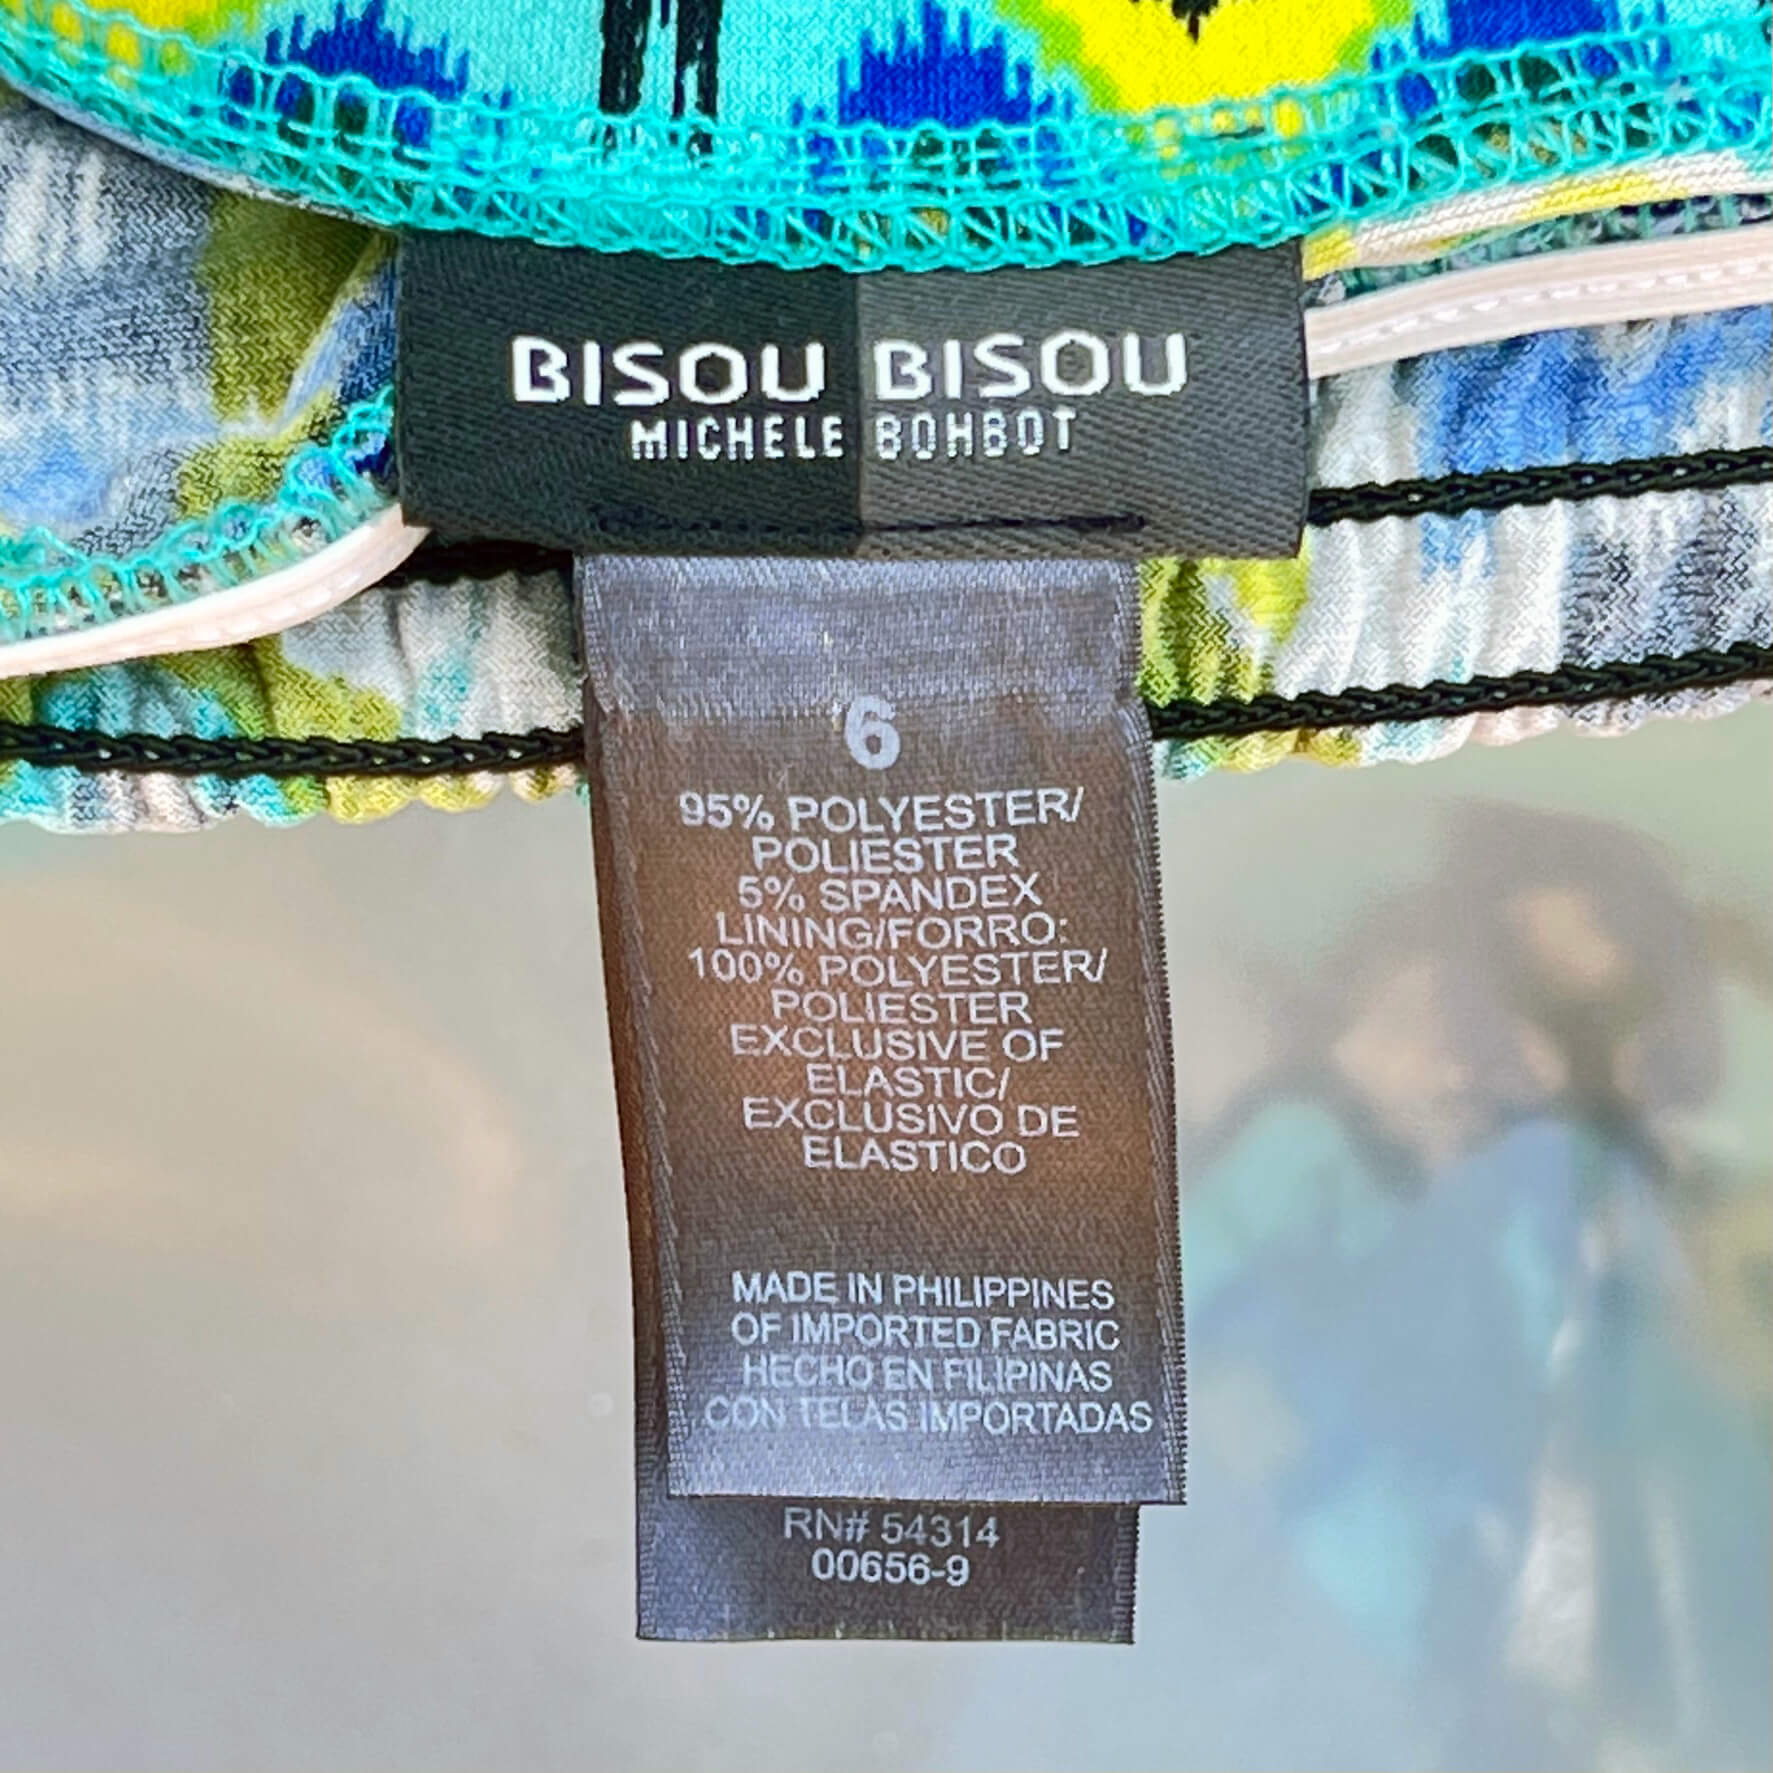 BISOU BISOU
MICHELE BOHBOT
6
95% POLYESTER/
POLIESTER
5% SPANDEX
LINING/FORRO:
100% POLYESTER/
POLIESTER
EXCLUSIVE OF
ELASTIC/
EXCLUSIVO DE
ELASTICO
MADE IN PHILIPPINES
OF IMPORTED FABRIC
HECHO EN FILIPINAS
CON TELAS IMPORTADAS
RN# 54314
00656-9